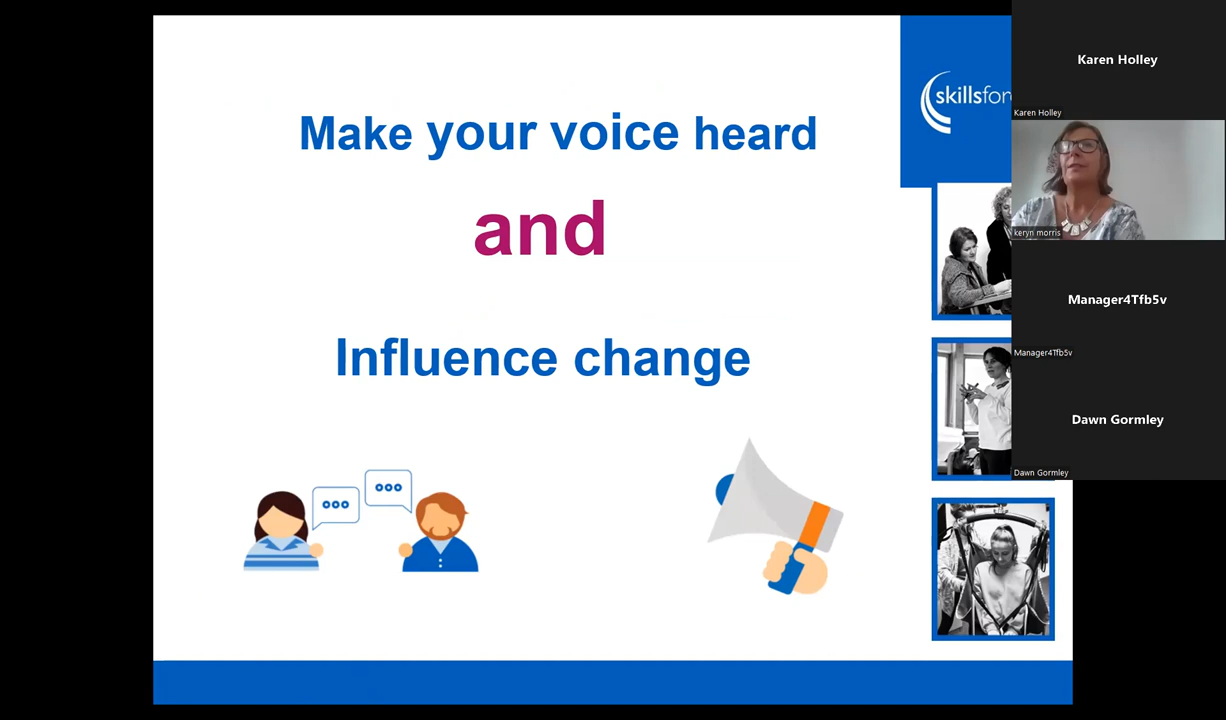 Make your voice heard
and
Influence change
skillsfor
Karen Holley
Karen Holley
keryn morris
Manager4Tfb5v
Manager4Tfb5v
Dawn Gormley
Dawn Gormley